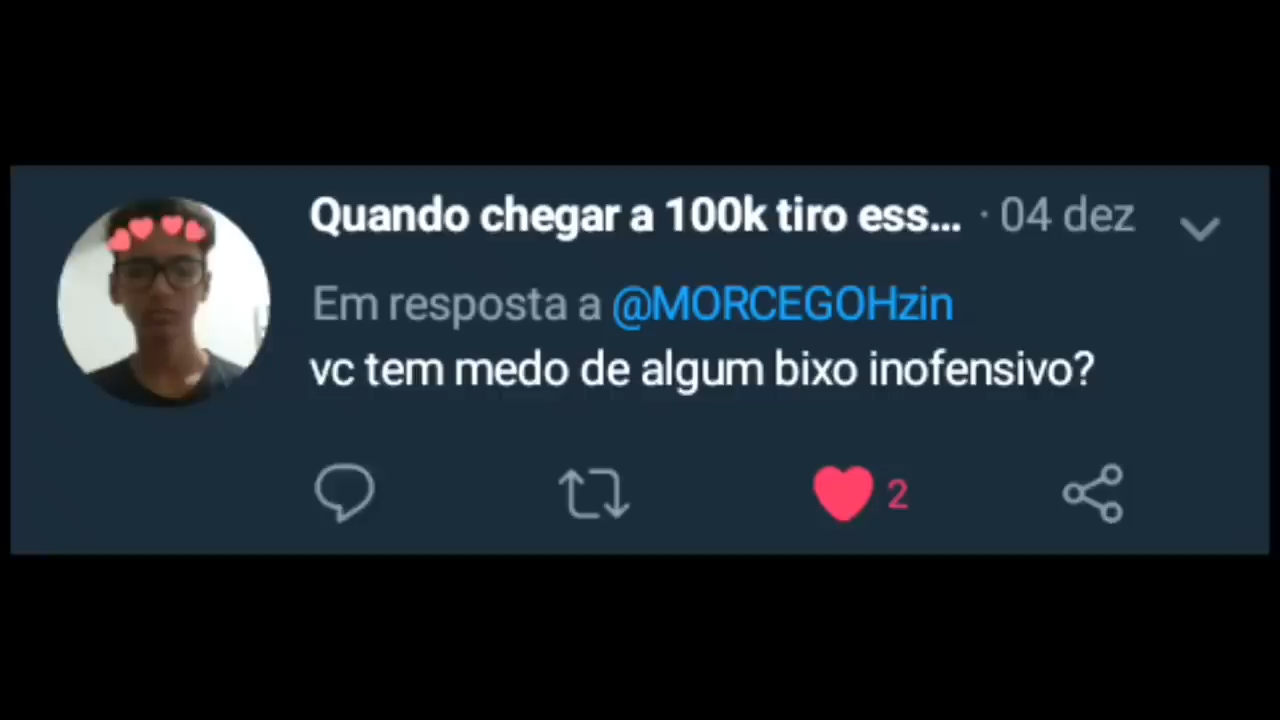 Quando chegar a 100k tiro ess... · 04 dez
Em resposta a @MORCEGOHzin
vc tem medo de algum bixo inofensivo?
2